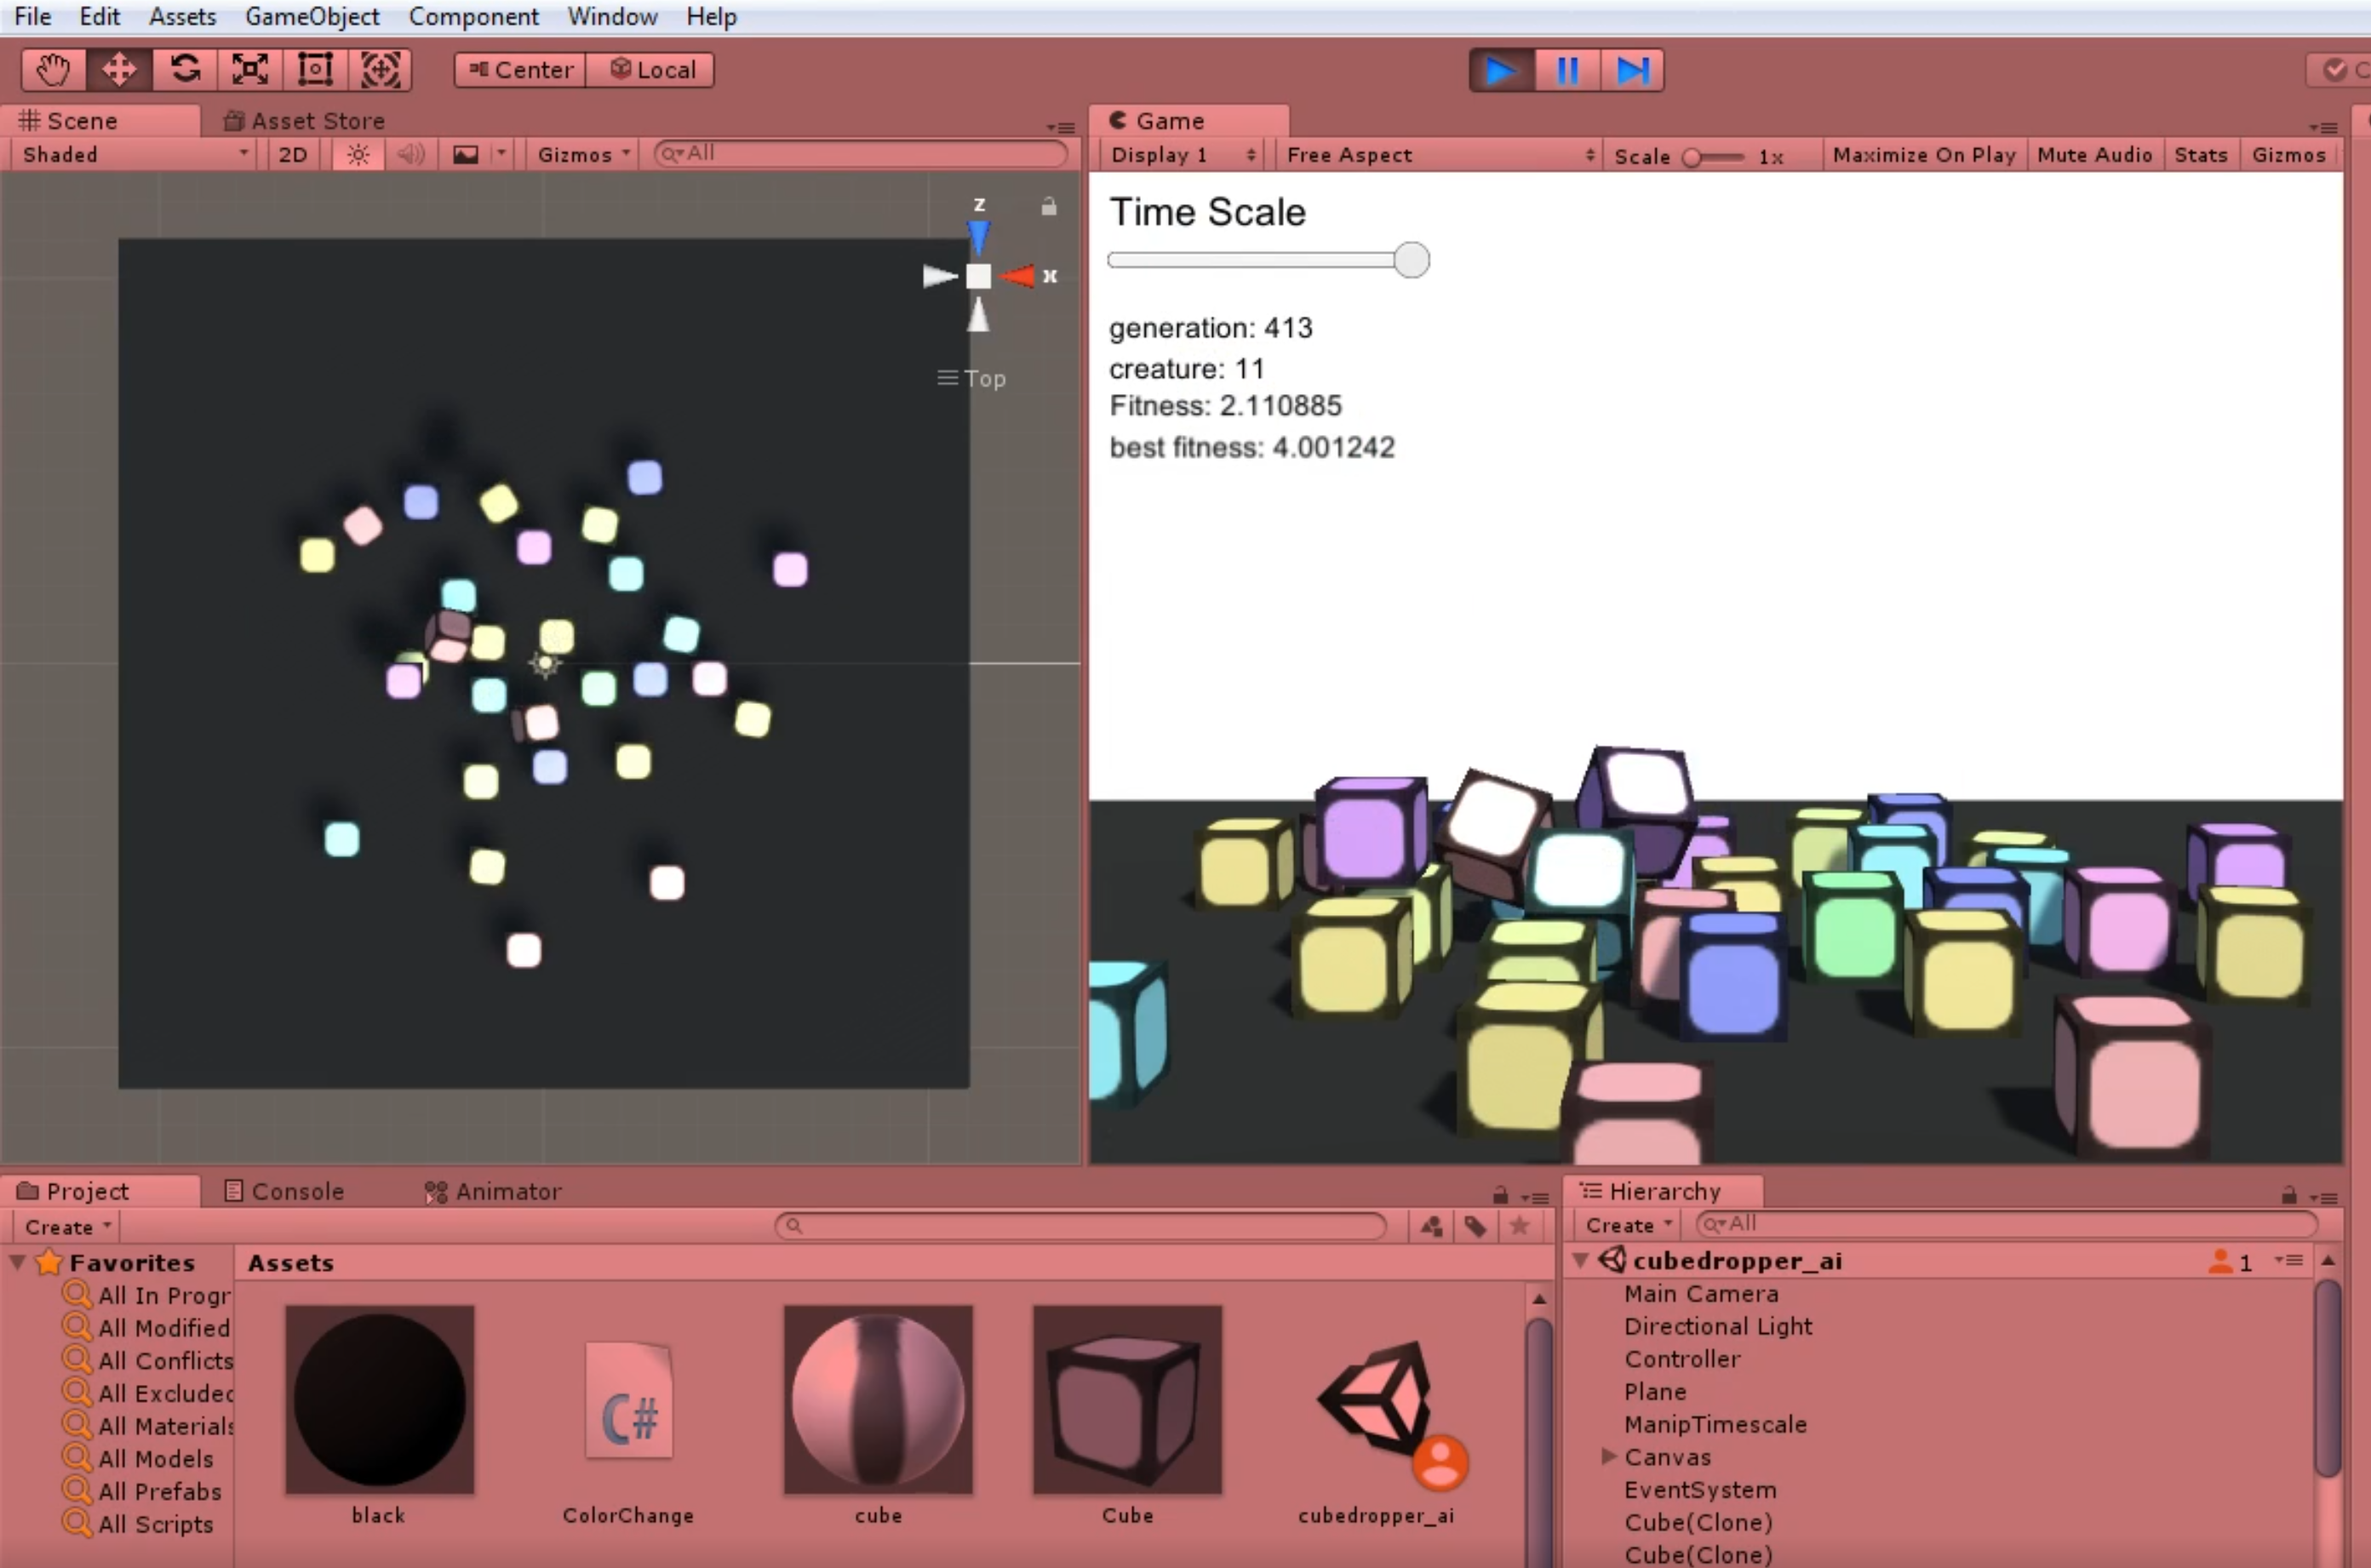 File Edit Assets GameObject Component Window Help
Center Local
Scene Asset Store
Shaded 2D Gizmos All
z
x
Top
Game
Display 1 Free Aspect Scale 1x Maximize On Play Mute Audio Stats Gizmos
Time Scale
generation: 413
creature: 11
Fitness: 2.110885
best fitness: 4.001242
Project Console Animator
Create
Favorites
All In Progr
All Modified
All Conflicts
All Excluded
All Materials
All Models
All Prefabs
All Scripts
Assets
C#
black ColorChange cube Cube cubedropper_ai
Hierarchy
Create All
cubedropper_ai 1
Main Camera
Directional Light
Controller
Plane
ManipTimescale
Canvas
EventSystem
Cube(Clone)
Cube(Clone)